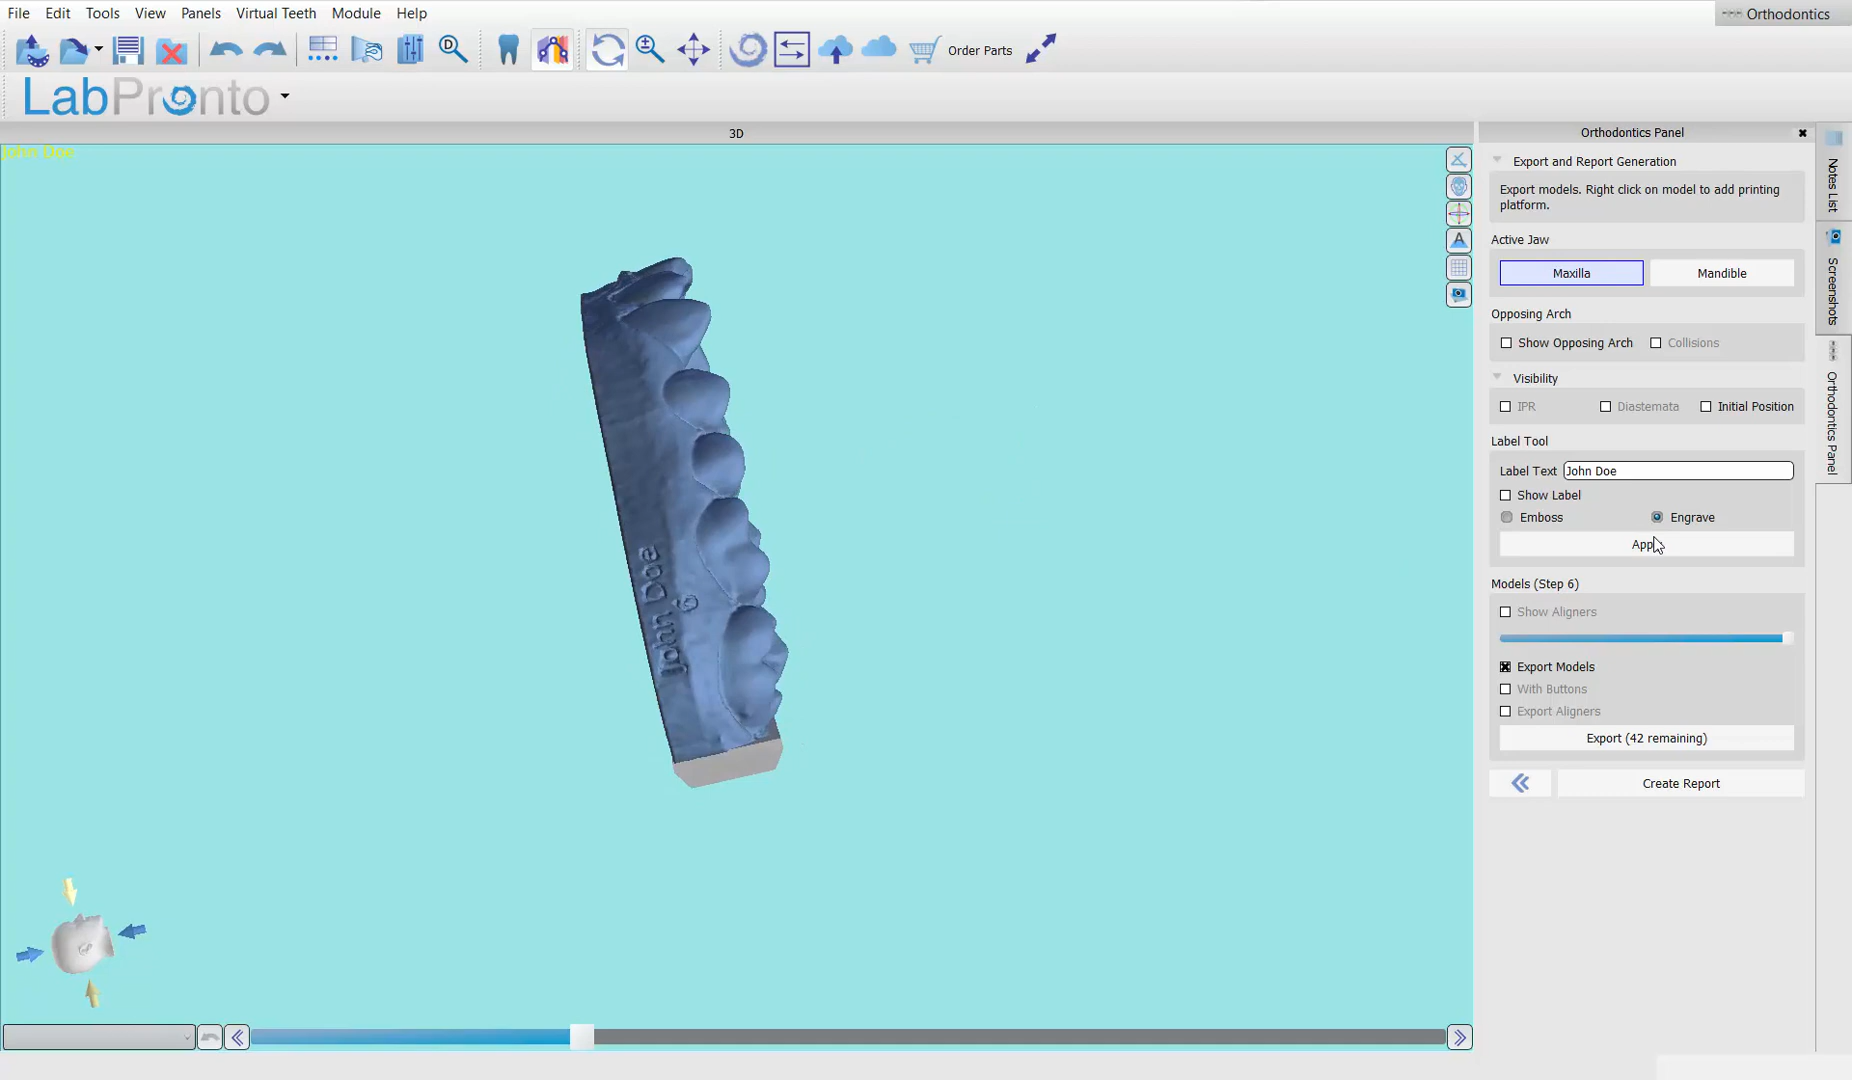 File Edit Tools View Panels Virtual Teeth Module Help
Orthodontics
Order Parts
LabPronto
3D
John Doe
John Doe
6
Orthodontics Panel
Export and Report Generation
Export models. Right click on model to add printing
platform.
Active Jaw
Maxilla Mandible
Opposing Arch
Show Opposing Arch Collisions
Visibility
IPR Diastemata Initial Position
Label Tool
Label Text John Doe
Show Label
Emboss Engrave
Models (Step 6)
Show Aligners
Export Models
With Buttons
Export Aligners
Export (42 remaining)
Create Report
Notes List
Screenshots
Orthodontics Panel